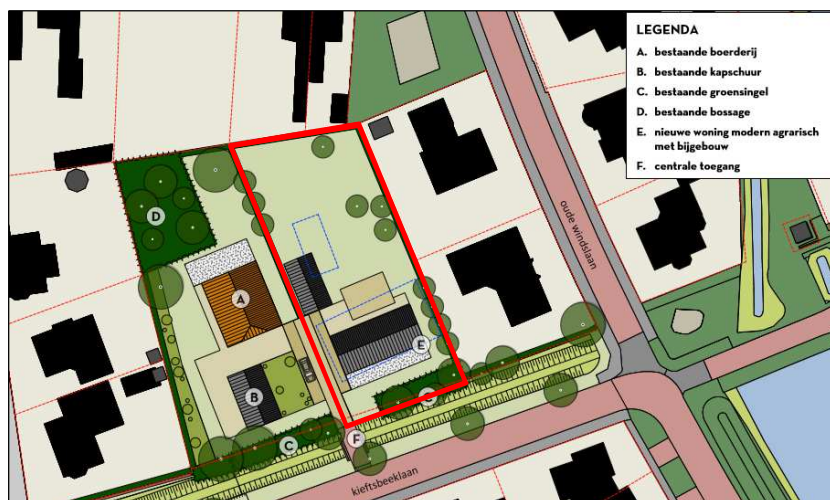 LEGENDA
A. bestaande boerderij
B. bestaande kapschuur
C. bestaande groensingel
D. bestaande bossage
E. nieuwe woning modern agrarisch
met bijgebouw
F. centrale toegang
oude windslaan
D
A
E
B
C
C
F
kieftsbeeklaan